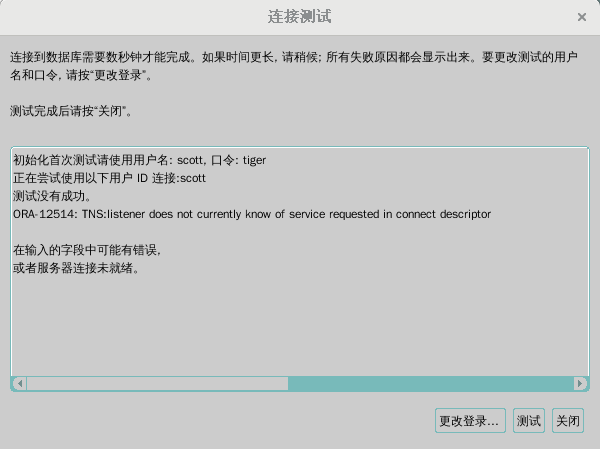 连接测试
连接到数据库需要数秒钟才能完成。如果时间更长, 请稍候; 所有失败原因都会显示出来。要更改测试的用户
名和口令, 请按“更改登录”。
测试完成后请按“关闭”。
初始化首次测试请使用用户名: scott, 口令: tiger
正在尝试使用以下用户 ID 连接:scott
测试没有成功。
ORA-12514: TNS:listener does not currently know of service requested in connect descriptor
在输入的字段中可能有错误,
或者服务器连接未就绪。
更改登录... 测试 关闭